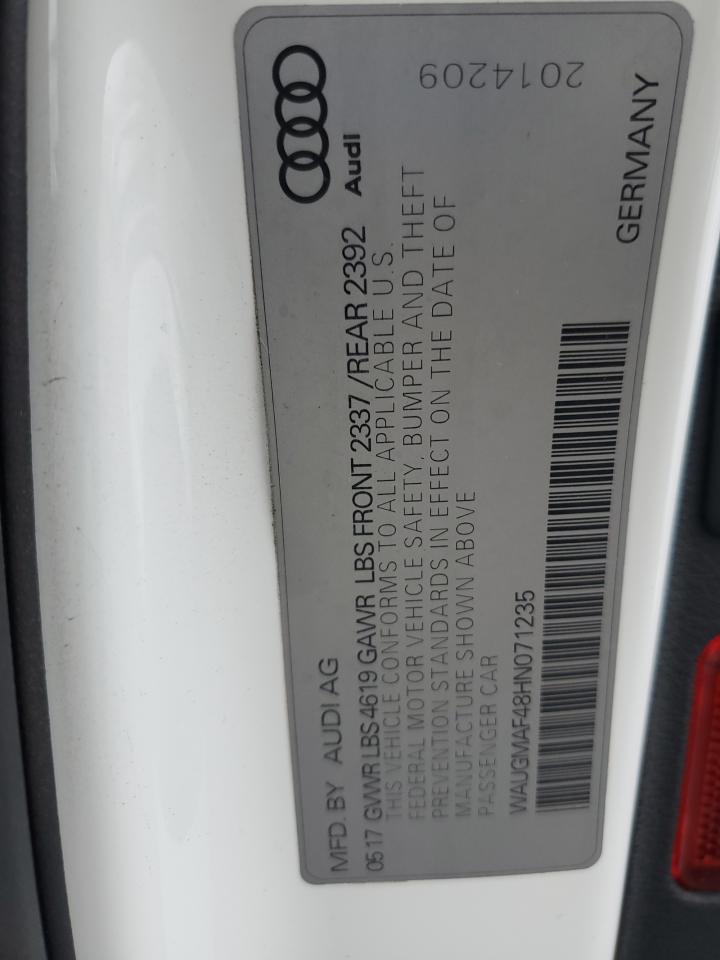 MFD. BY AUDI AG
Audi
05 17 GVWR LBS 4619 GAWR LBS FRONT 2337 / REAR 2392
THIS VEHICLE CONFORMS TO ALL APPLICABLE U.S.
FEDERAL MOTOR VEHICLE SAFETY, BUMPER AND THEFT
PREVENTION STANDARDS IN EFFECT ON THE DATE OF
MANUFACTURE SHOWN ABOVE
PASSENGER CAR
WAUGMAF48HN071235
2014209
GERMANY